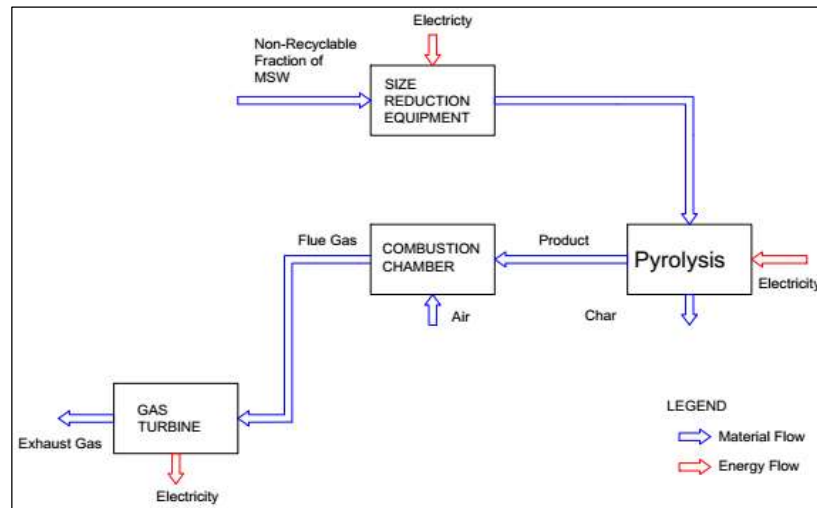 Electricty
Non-Recyclable
Fraction of
MSW
SIZE
REDUCTION
EQUIPMENT
Flue Gas
COMBUSTION
CHAMBER
Product
Pyrolysis
Electricity
Air
Char
GAS
TURBINE
Exhaust Gas
Electricity
LEGEND
Material Flow
Energy Flow